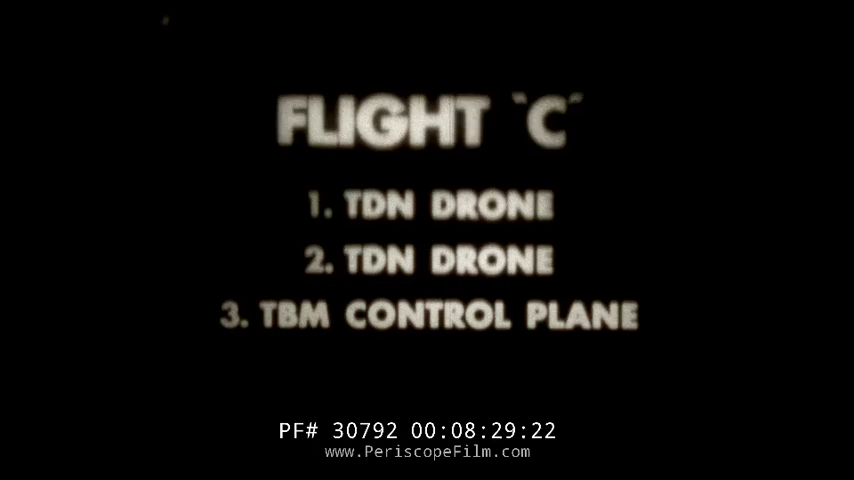 FLIGHT "C"
1. TDN DRONE
2. TDN DRONE
3. TBM CONTROL PLANE
PF# 30792 00:08:29:22
www.PeriscopeFilm.com